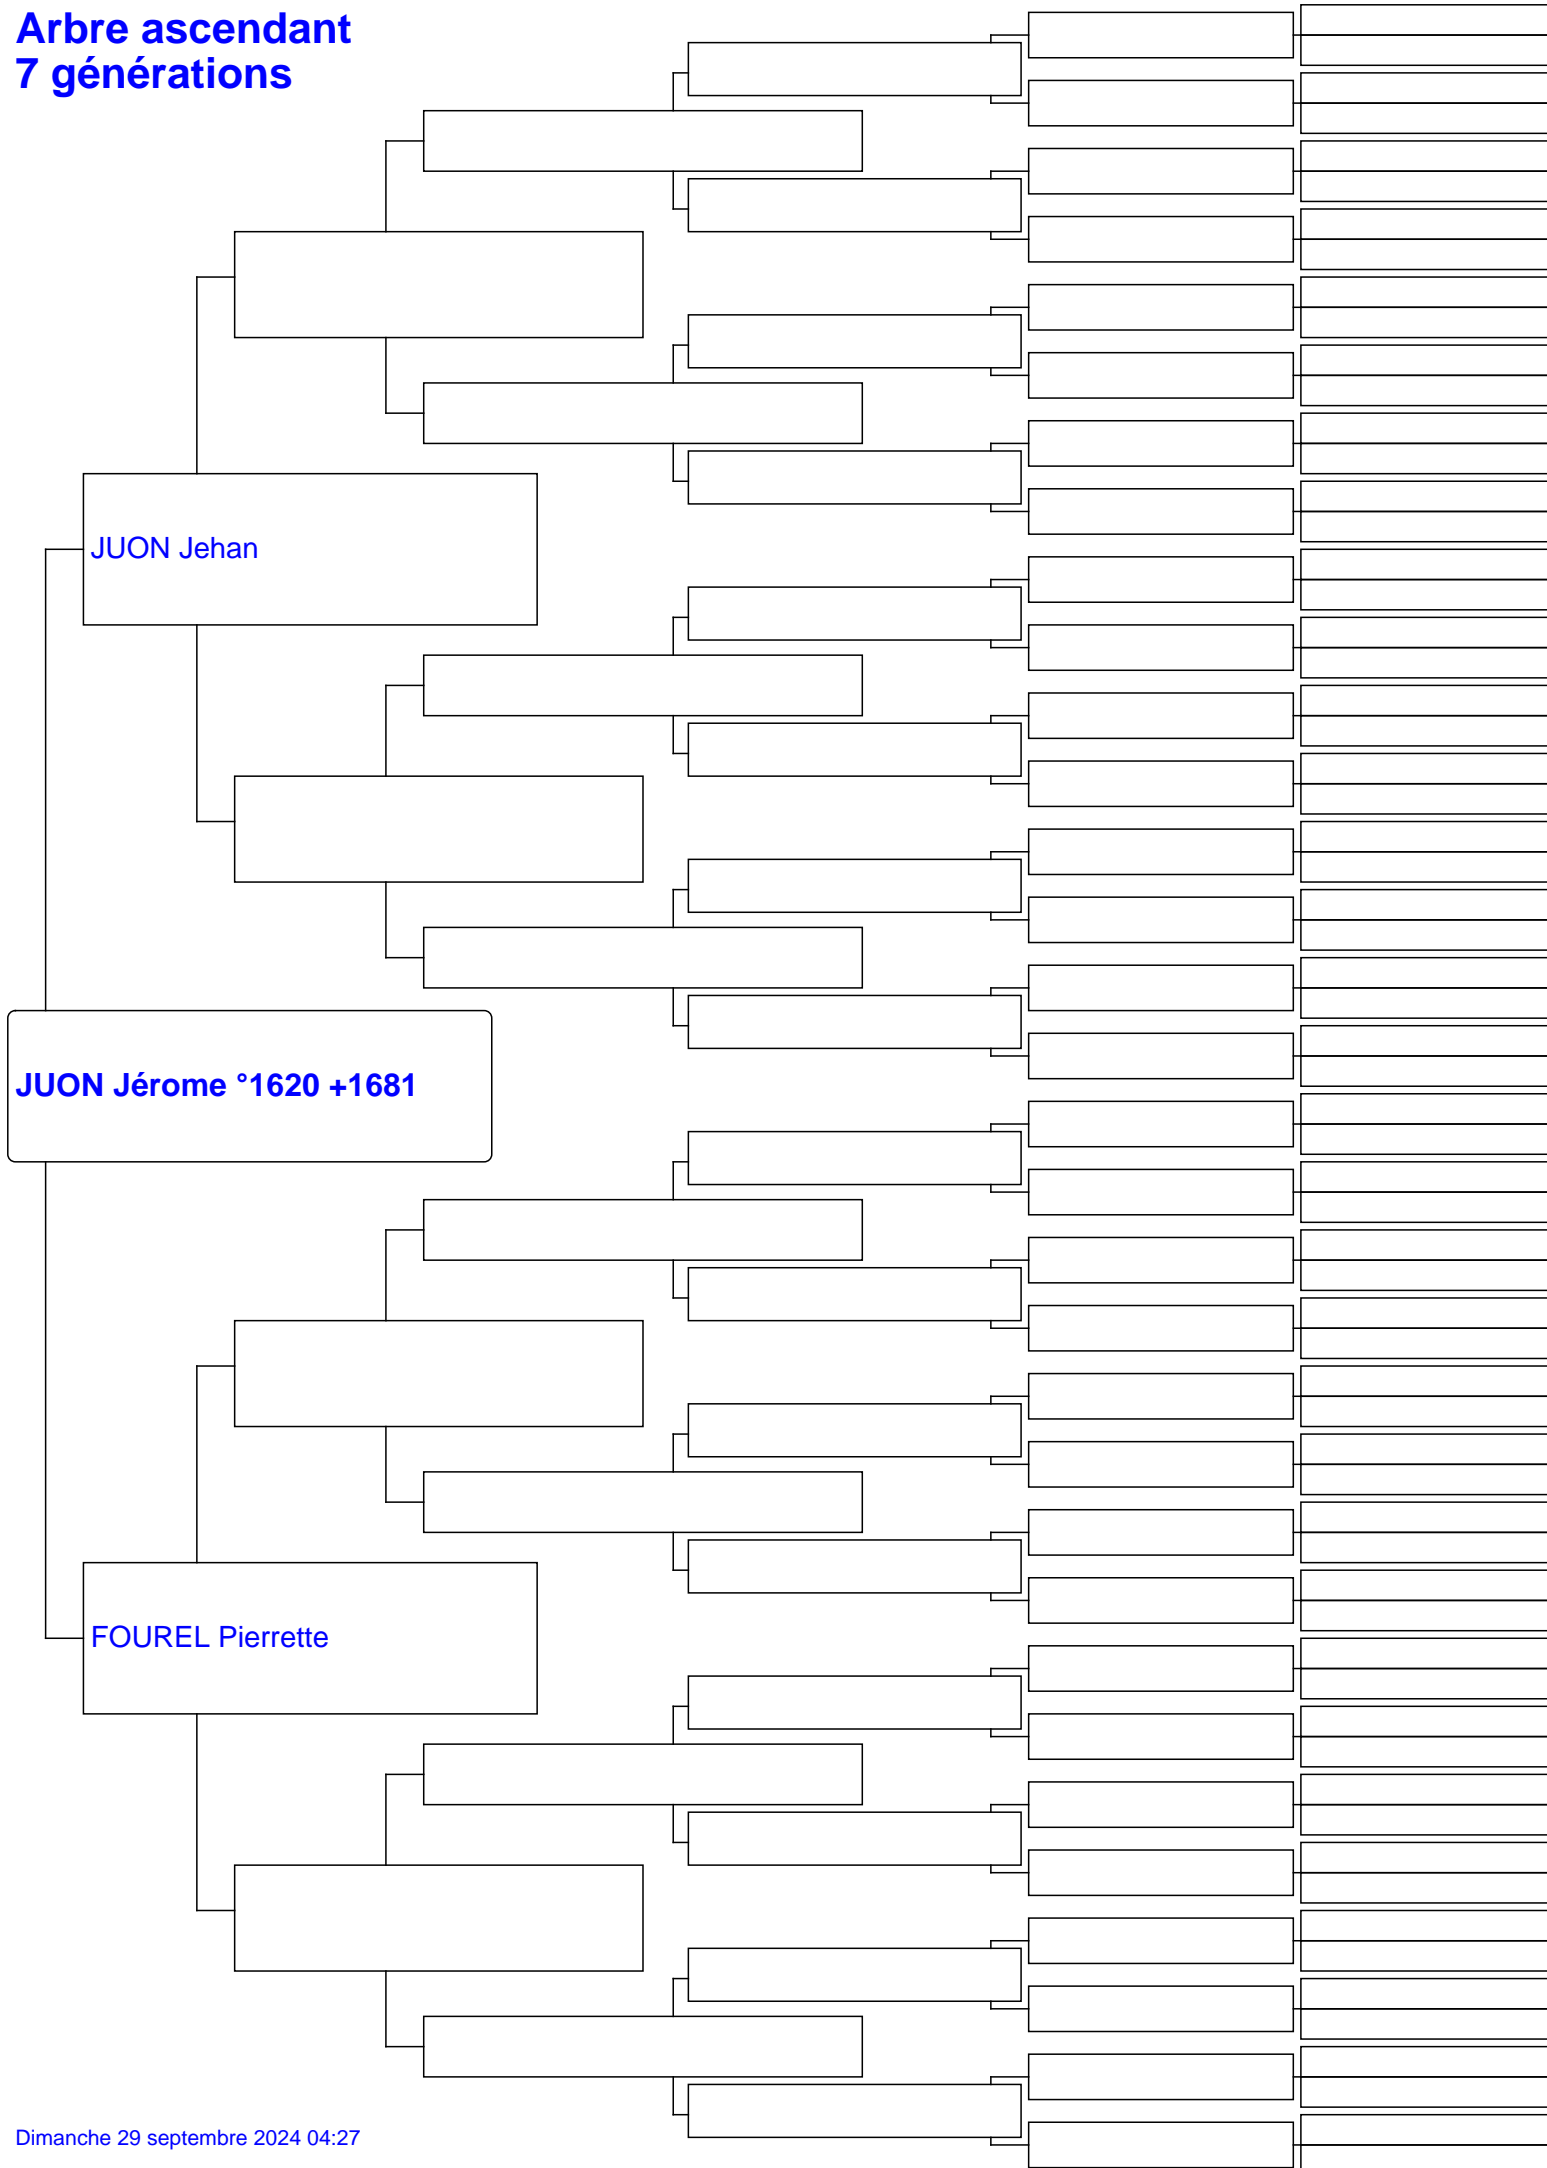 Arbre ascendant
7 générations
JUON Jehan
JUON Jérome °1620 +1681
FOUREL Pierrette
Dimanche 29 septembre 2024 04:27